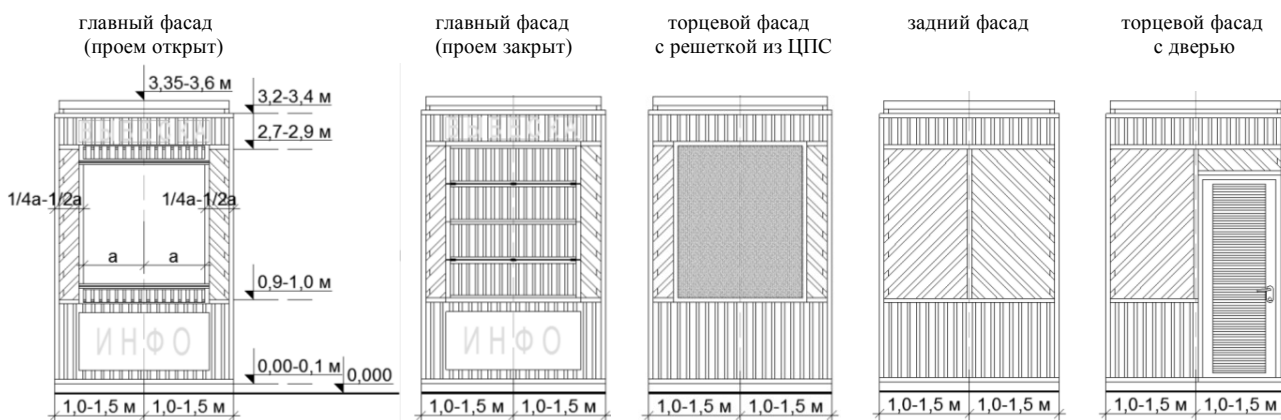 главный фасад
(проем открыт)
главный фасад
(проем закрыт)
торцевой фасад
с решеткой из ЦПС
задний фасад
торцевой фасад
с дверью
3,35-3,6 м
3,2-3,4 м
2,7-2,9 м
ВЫВЕСКА
1/4а-1/2а
1/4а-1/2а
а
а
0,9-1,0 м
ИНФО
0,00-0,1 м
0,000
1,0-1,5 м
1,0-1,5 м
ВЫВЕСКА
ИНФО
1,0-1,5 м
1,0-1,5 м
1,0-1,5 м
1,0-1,5 м
1,0-1,5 м
1,0-1,5 м
1,0-1,5 м
1,0-1,5 м